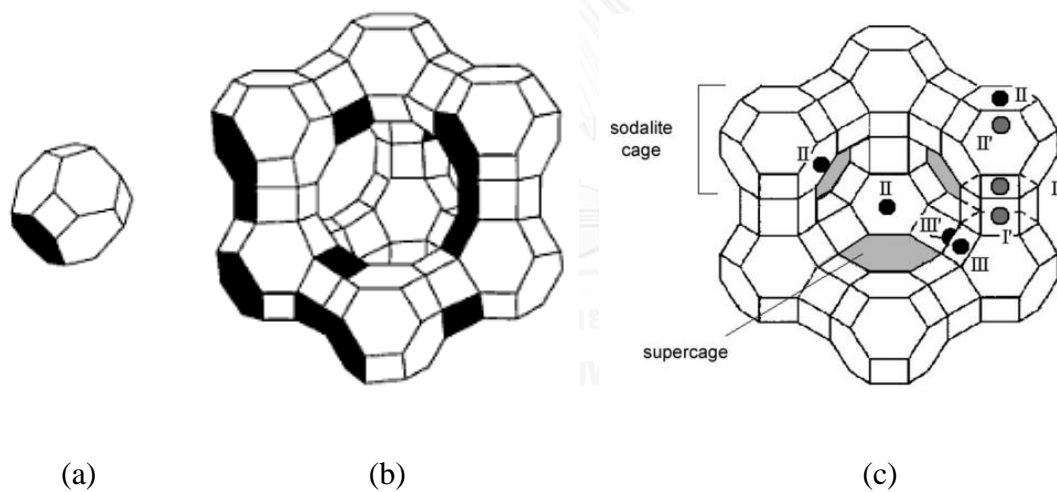 II
II'
sodalite
cage
II
I
II
I'
III'
III
supercage
(a)
(b)
(c)